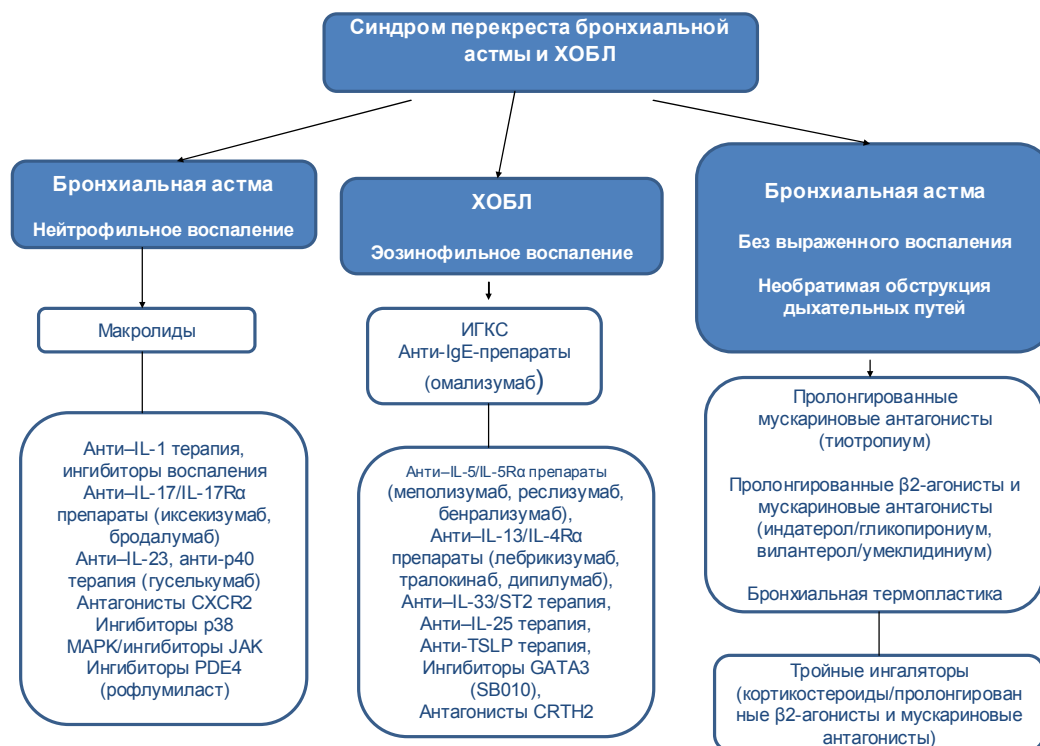 Синдром перекреста бронхиальной
астмы и ХОБЛ
Бронхиальная астма
Нейтрофильное воспаление
Макролиды
Анти–IL-1 терапия,
ингибиторы воспаления
Анти–IL-17/IL-17Rα
препараты (иксекизумаб,
бродалумаб)
Анти–IL-23, анти-p40
терапия (гуселькумаб)
Антагонисты CXCR2
Ингибиторы p38
MAPK/ингибиторы JAK
Ингибиторы PDE4
(рофлумиласт)
ХОБЛ
Эозинофильное воспаление
ИГКС
Анти-IgE-препараты
(омализумаб)
Анти–IL-5/IL-5Rα препараты
(меполизумаб, реслизумаб,
бенрализумаб),
Анти–IL-13/IL-4Rα
препараты (лебрикизумаб,
тралокинаб, дипилумаб),
Анти–IL-33/ST2 терапия,
Анти–IL-25 терапия,
Анти-TSLP терапия,
Ингибиторы GATA3
(SB010),
Антагонисты CRTH2
Бронхиальная астма
Без выраженного воспаления
Необратимая обструкция
дыхательных путей
Пролонгированные
мускариновые антагонисты
(тиотропиум)
Пролонгированные β2-агонисты и
мускариновые антагонисты
(индатерол/гликопирониум,
вилантерол/умеклидиниум)
Бронхиальная термопластика
Тройные ингаляторы
(кортикостероиды/пролонгирован
ные β2-агонисты и мускариновые
антагонисты)